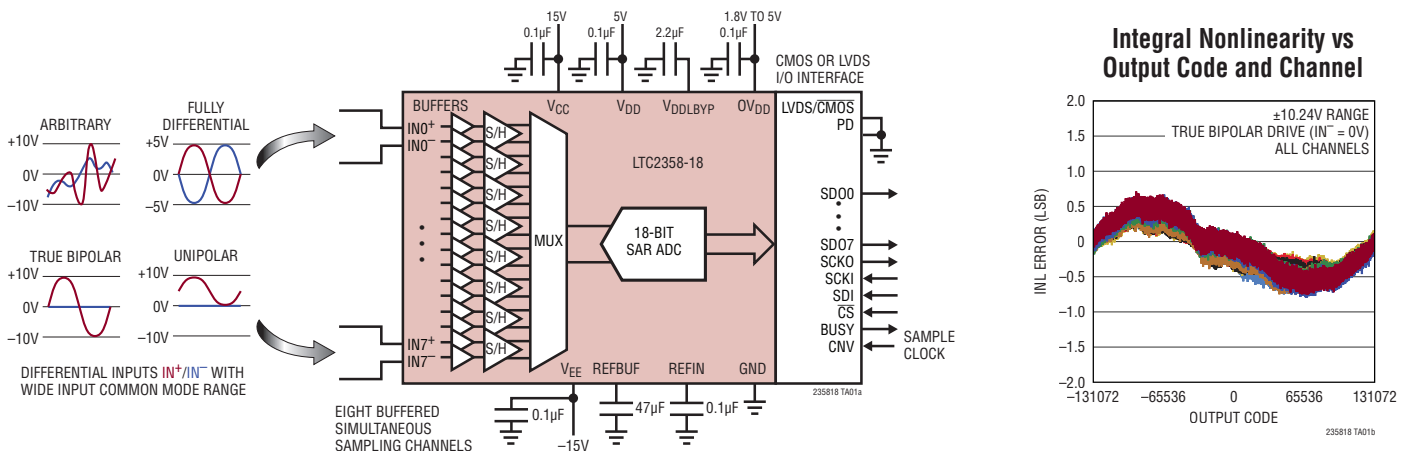 15V
5V
1.8V TO 5V
0.1µF
0.1µF
2.2µF
0.1µF
CMOS OR LVDS
I/O INTERFACE
BUFFERS
VCC
VDD
VDDLBYP
OVDD
LVDS/CMOS
PD
ARBITRARY
+10V
0V
–10V
FULLY
DIFFERENTIAL
+5V
0V
–5V
TRUE BIPOLAR
+10V
0V
–10V
UNIPOLAR
+10V
0V
–10V
DIFFERENTIAL INPUTS IN+/IN– WITH
WIDE INPUT COMMON MODE RANGE
IN0+
IN0–
IN7+
IN7–
S/H
S/H
S/H
S/H
S/H
S/H
S/H
S/H
MUX
LTC2358-18
18-BIT
SAR ADC
SDO0
SDO7
SCKO
SCKI
SDI
CS
BUSY
CNV
SAMPLE
CLOCK
VEE
REFBUF
REFIN
GND
235818 TA01a
EIGHT BUFFERED
SIMULTANEOUS
SAMPLING CHANNELS
0.1µF
–15V
47µF
0.1µF
Integral Nonlinearity vs
Output Code and Channel
±10.24V RANGE
TRUE BIPOLAR DRIVE (IN– = 0V)
ALL CHANNELS
INL ERROR (LSB)
2.0
1.5
1.0
0.5
0
–0.5
–1.0
–1.5
–2.0
–131072
–65536
0
65536
131072
OUTPUT CODE
235818 TA01b